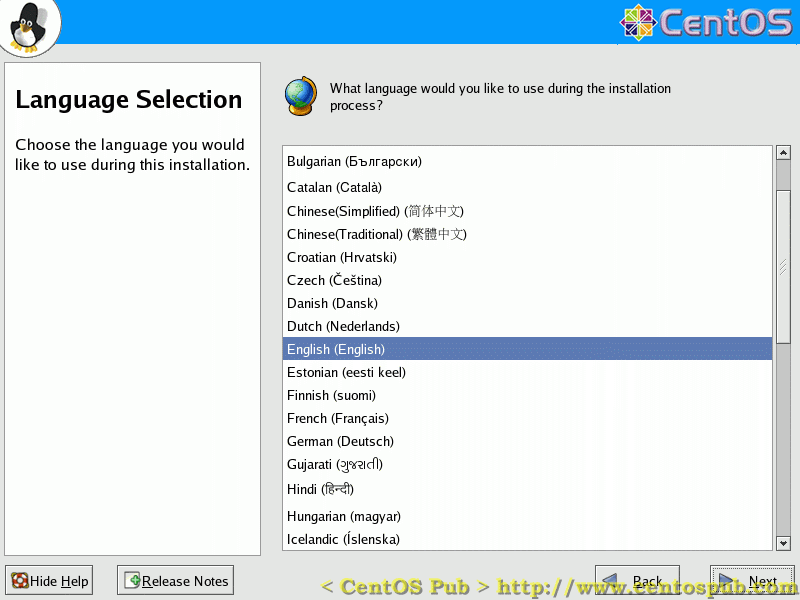 CentOS
Language Selection
Choose the language you would
like to use during this installation.
What language would you like to use during the installation
process?
Bulgarian (Български)
Catalan (Català)
Chinese(Simplified) (简体中文)
Chinese(Traditional) (繁體中文)
Croatian (Hrvatski)
Czech (Čeština)
Danish (Dansk)
Dutch (Nederlands)
English (English)
Estonian (eesti keel)
Finnish (suomi)
French (Français)
German (Deutsch)
Gujarati (ગુજરાતી)
Hindi (हिन्दी)
Hungarian (magyar)
Icelandic (Íslenska)
Hide Help
Release Notes
Back
Next
< CentOS Pub > http://www.centospub.com/